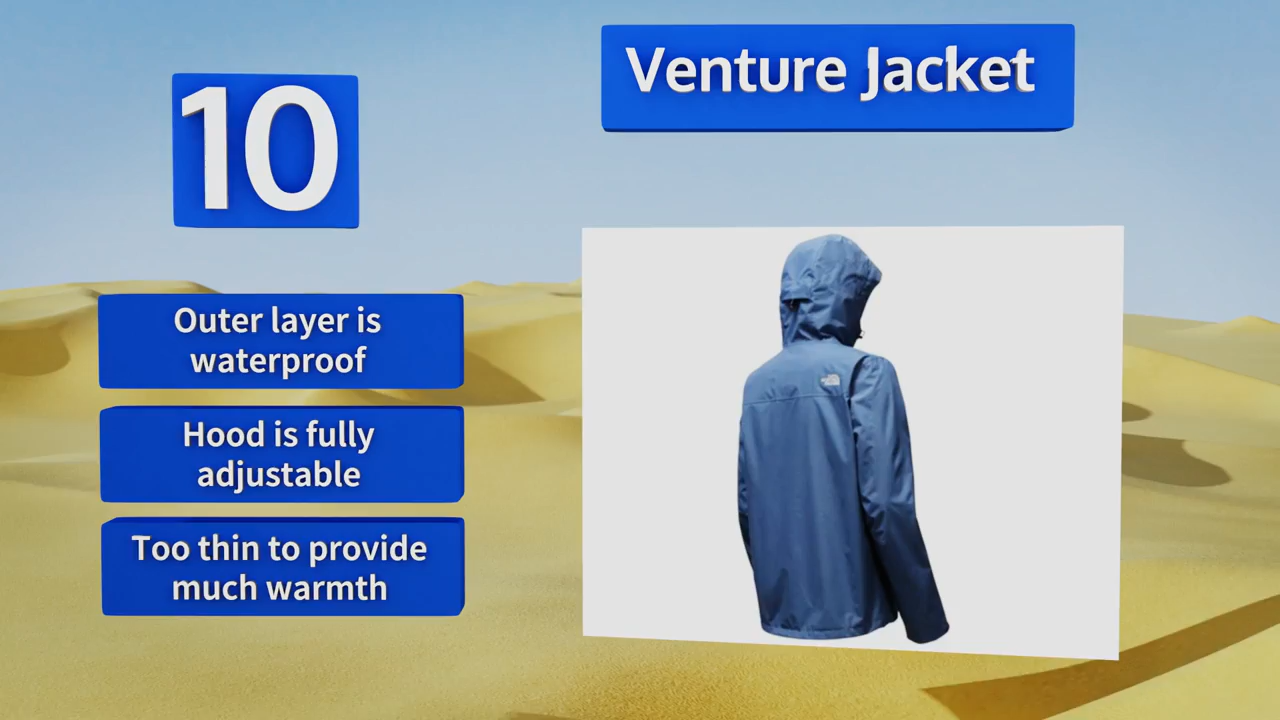 10
Venture Jacket
Outer layer is
waterproof
Hood is fully
adjustable
Too thin to provide
much warmth